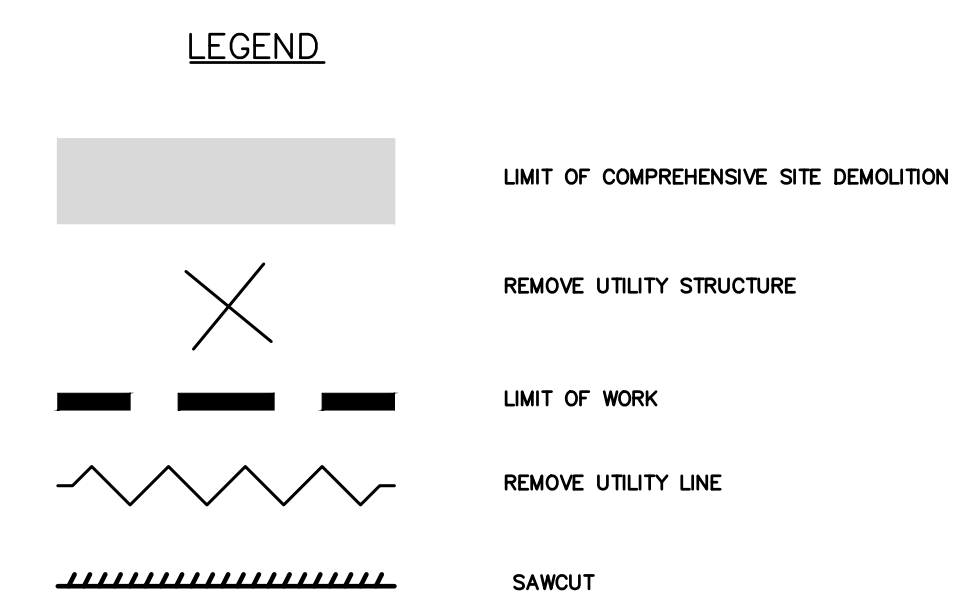 LEGEND
LIMIT OF COMPREHENSIVE SITE DEMOLITION
REMOVE UTILITY STRUCTURE
LIMIT OF WORK
REMOVE UTILITY LINE
SAWCUT